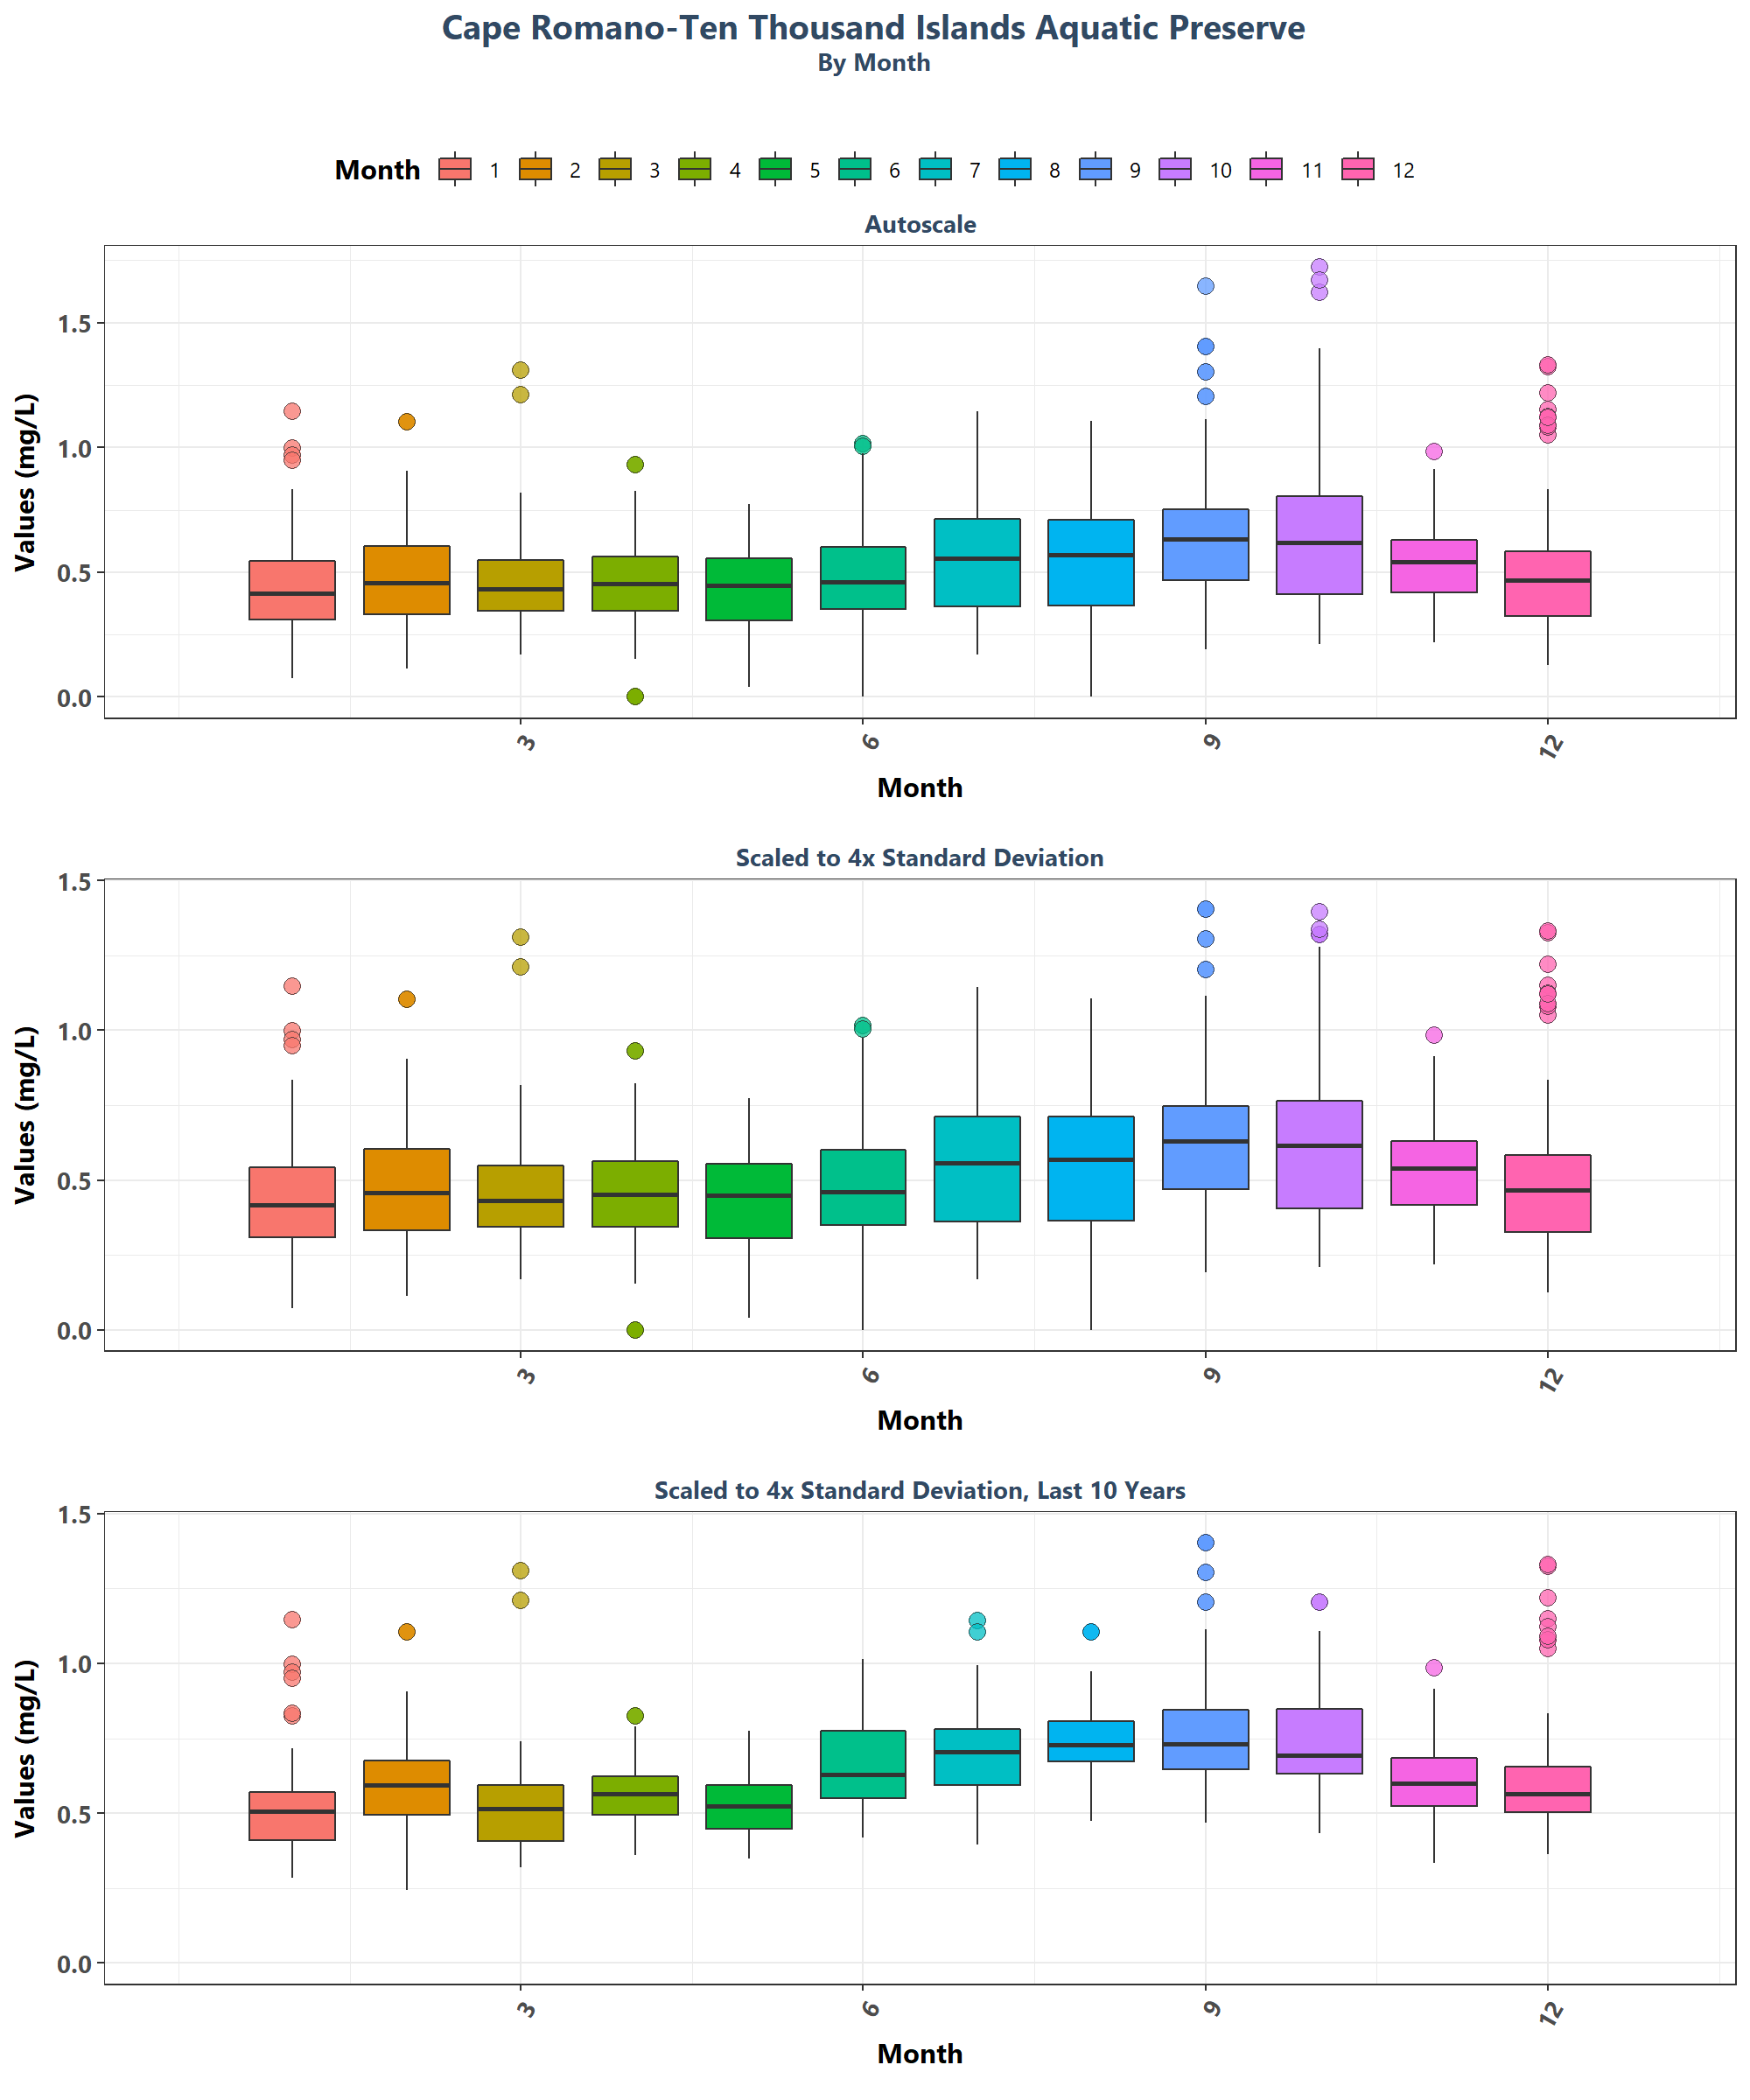 Cape Romano-Ten Thousand Islands Aquatic Preserve
By Month
Month 1 2 3 4 5 6 7 8 9 10 11 12
Autoscale
Values (mg/L)
1.5
1.0
0.5
0.0
3 6 9 12
Month
Scaled to 4x Standard Deviation
Values (mg/L)
1.5
1.0
0.5
0.0
3 6 9 12
Month
Scaled to 4x Standard Deviation, Last 10 Years
Values (mg/L)
1.5
1.0
0.5
0.0
3 6 9 12
Month